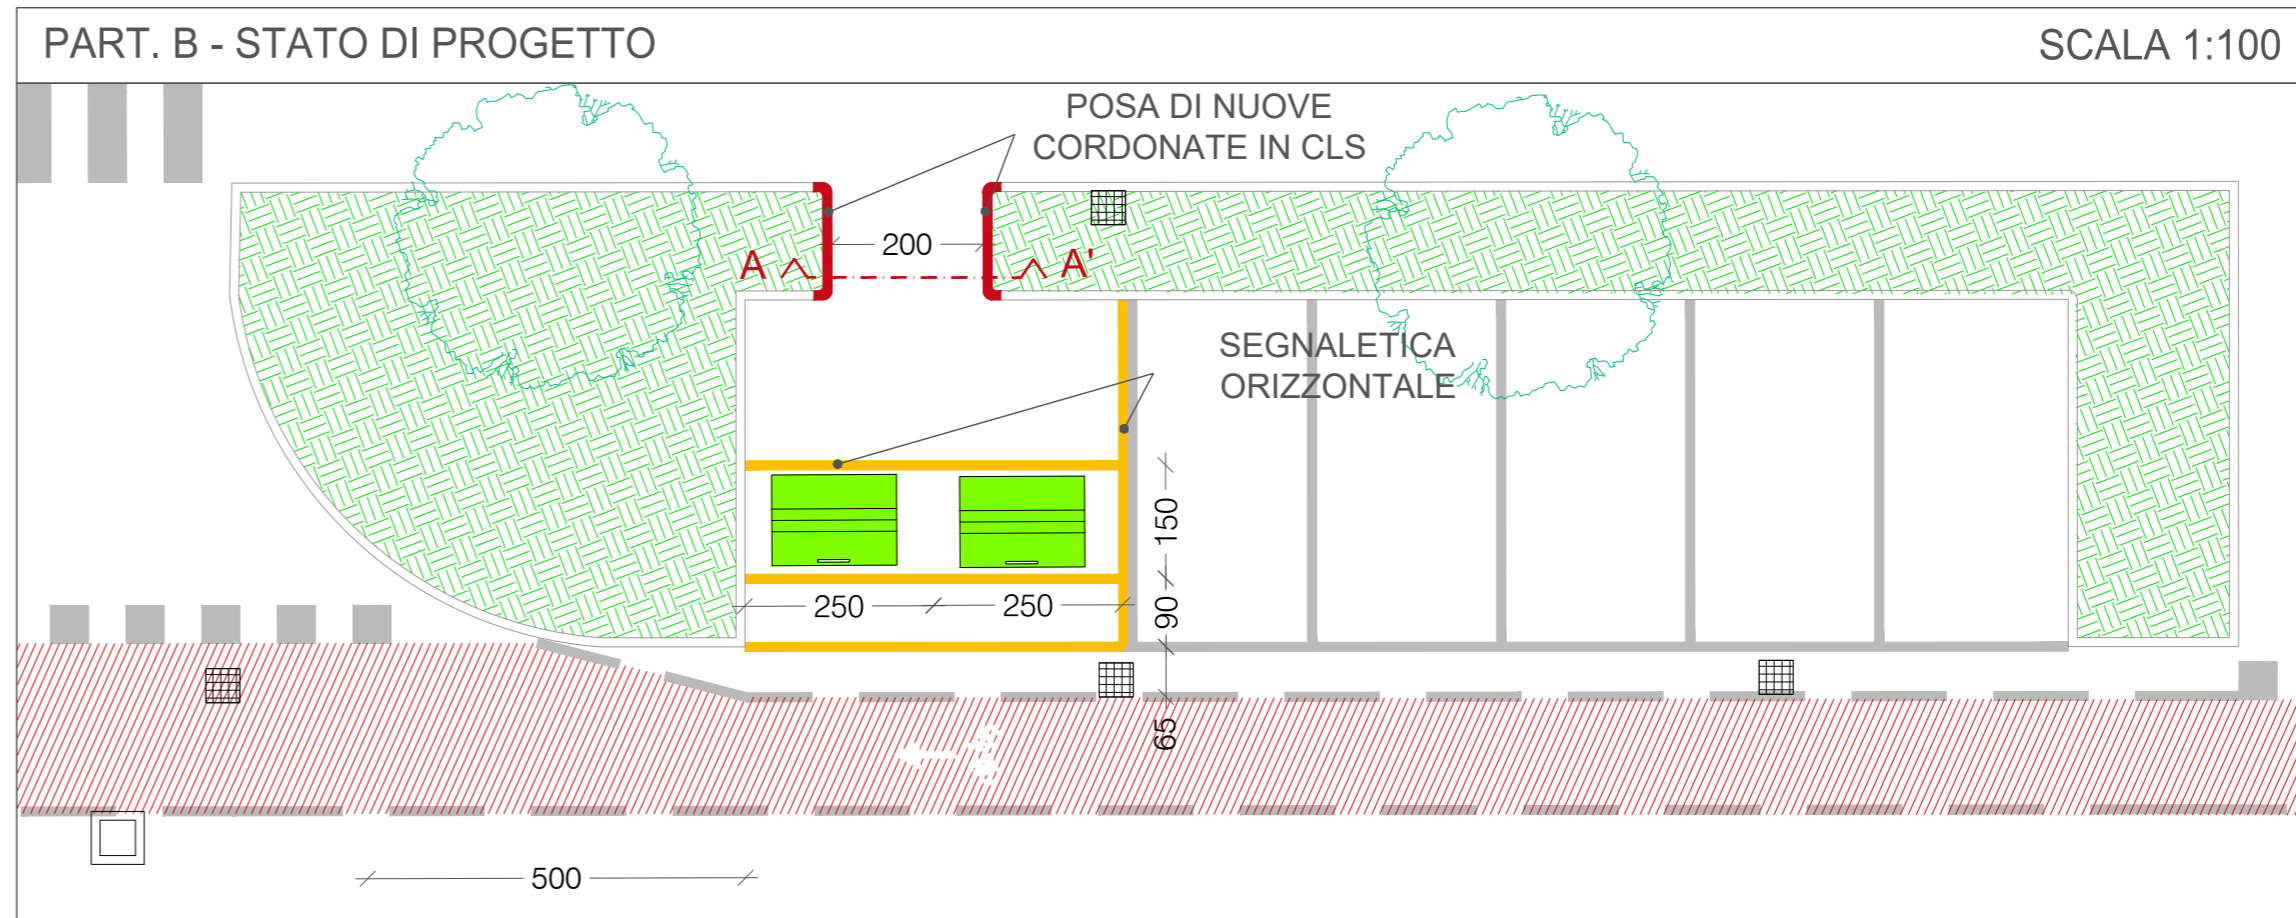 PART. B - STATO DI PROGETTO
SCALA 1:100
POSA DI NUOVE
CORDONATE IN CLS
200
A
A'
SEGNALETICA
ORIZZONTALE
150
250
250
90
65
500